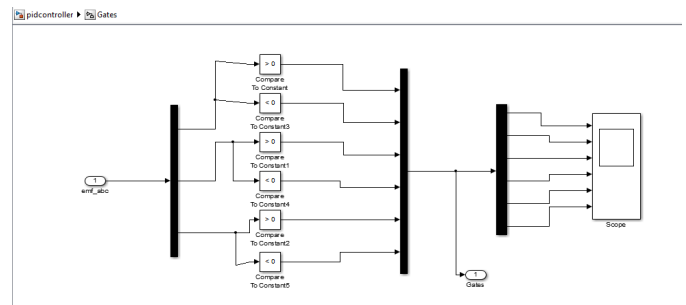 pidcontroller ▶ Gates
> 0
Compare
To Constant
< 0
Compare
To Constant3
> 0
Compare
To Constant1
1
emf_abc
< 0
Compare
To Constant4
> 0
Compare
To Constant2
< 0
Compare
To Constant5
Scope
1
Gates